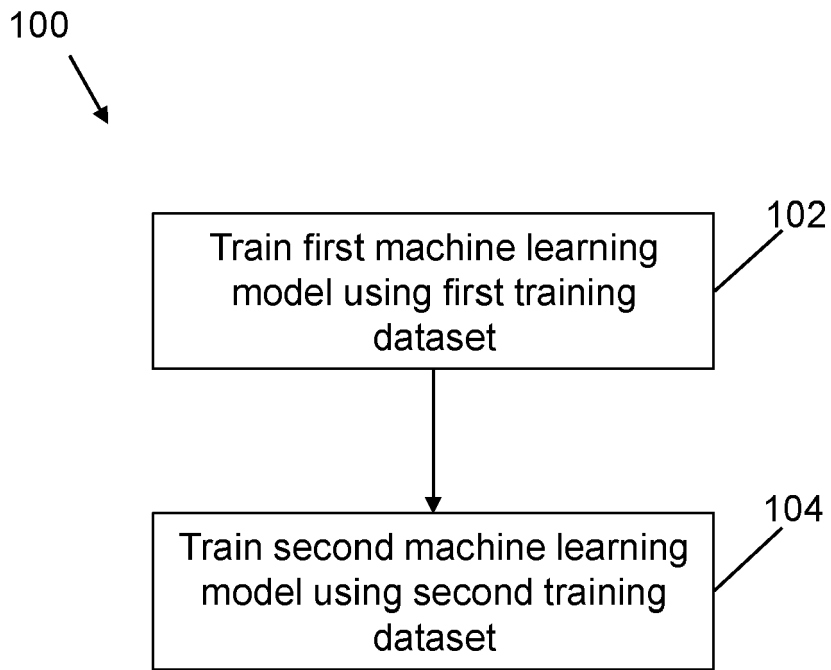 100
102
Train first machine learning
model using first training
dataset
104
Train second machine learning
model using second training
dataset